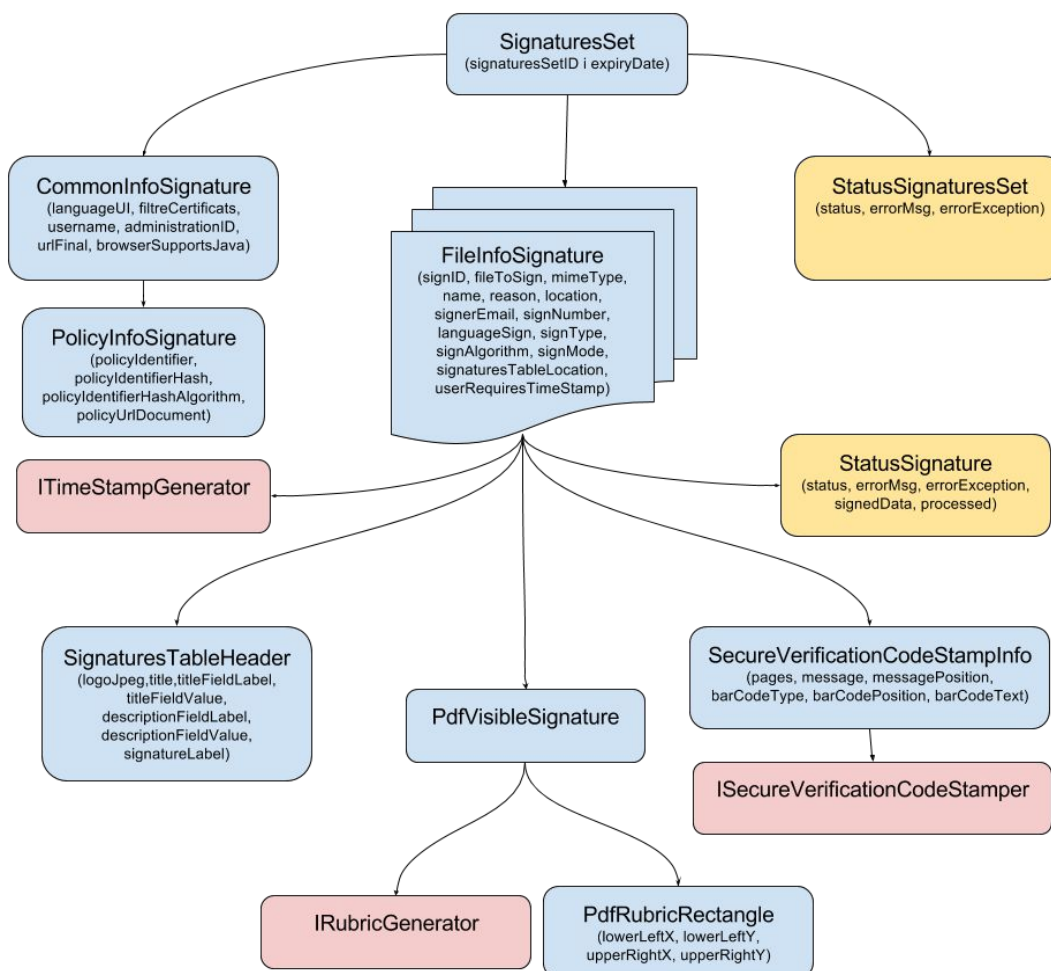 SignaturesSet
(signaturesSetID i expiryDate)
CommonInfoSignature
(languageUI, filtreCertificats,
username, administrationID,
urlFinal, browserSupportsJava)
StatusSignaturesSet
(status, errorMsg, errorException)
FileInfoSignature
(signID, fileToSign, mimeType,
name, reason, location,
signerEmail, signNumber,
languageSign, signType,
signAlgorithm, signMode,
signaturesTableLocation,
userRequiresTimeStamp)
PolicyInfoSignature
(policyIdentifier,
policyIdentifierHash,
policyIdentifierHashAlgorithm,
policyUrlDocument)
ITimeStampGenerator
StatusSignature
(status, errorMsg, errorException,
signedData, processed)
SignaturesTableHeader
(logoJpeg,title,titleFieldLabel,
titleFieldValue,
descriptionFieldLabel,
descriptionFieldValue,
signatureLabel)
PdfVisibleSignature
SecureVerificationCodeStampInfo
(pages, message, messagePosition,
barCodeType, barCodePosition, barCodeText)
ISecureVerificationCodeStamper
IRubricGenerator
PdfRubricRectangle
(lowerLeftX, lowerLeftY,
upperRightX, upperRightY)